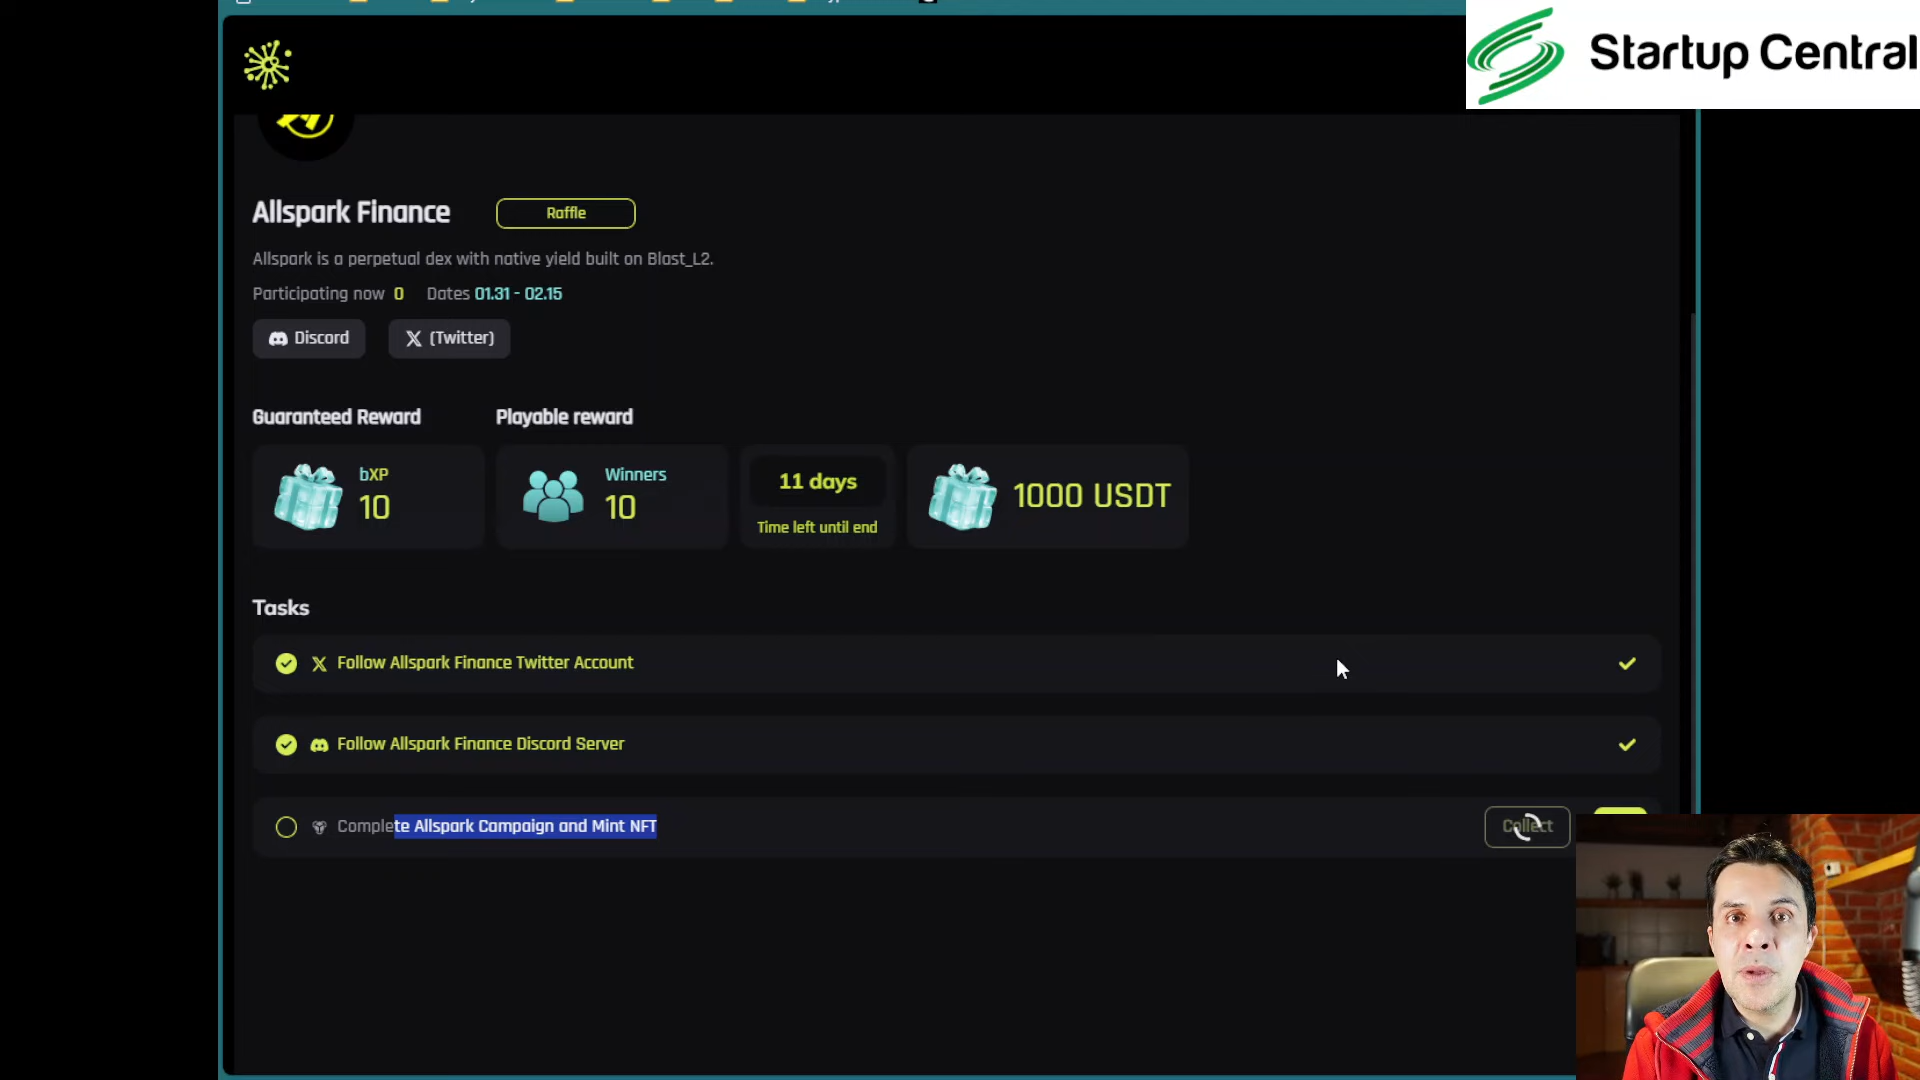 Startup Central
Allspark Finance
Raffle
Allspark is a perpetual dex with native yield built on Blast_L2.
Participating now 0 Dates 01.31 - 02.15
Discord
X (Twitter)
Guaranteed Reward
Playable reward
bXP
10
Winners
10
11 days
Time left until end
1000 USDT
Tasks
Follow Allspark Finance Twitter Account
Follow Allspark Finance Discord Server
Complete Allspark Campaign and Mint NFT
Collect